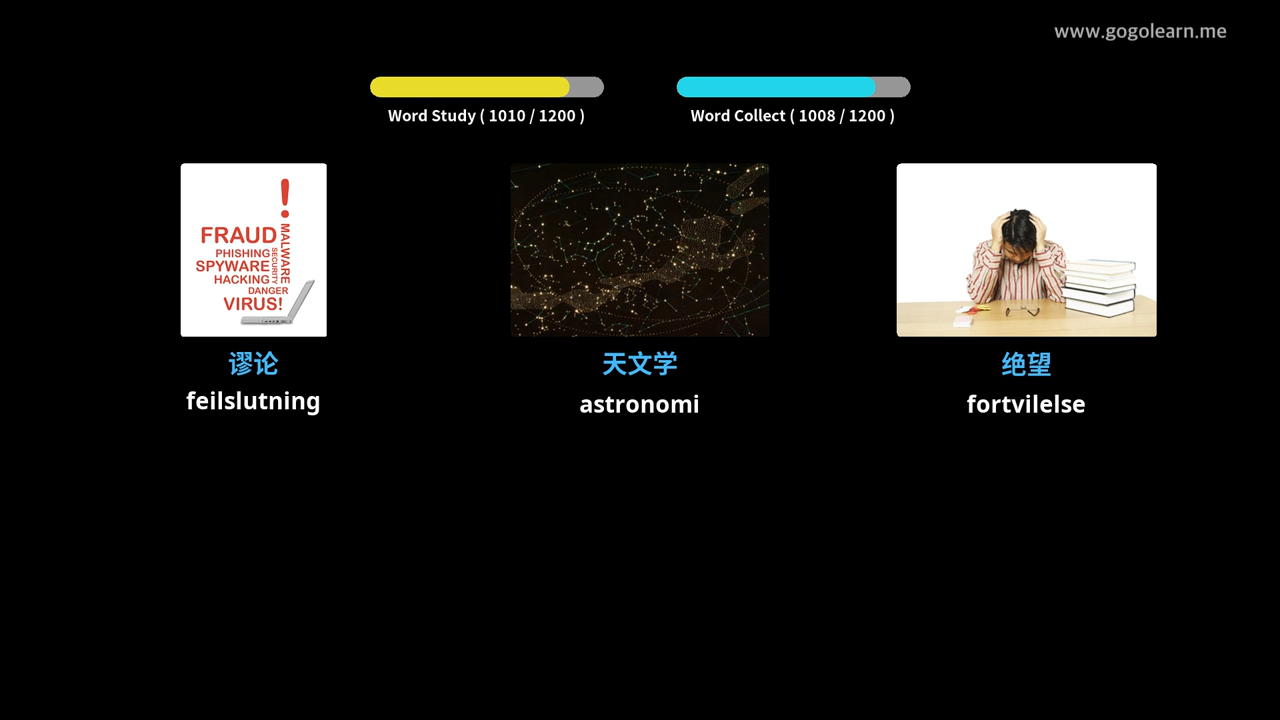 www.gogolearn.me
Word Study ( 1010 / 1200 )
Word Collect ( 1008 / 1200 )
!
FRAUD
PHISHING
SPYWARE
HACKING
DANGER
VIRUS!
SECURITY
MALWARE
谬论
feilslutning
天文学
astronomi
绝望
fortvilelse